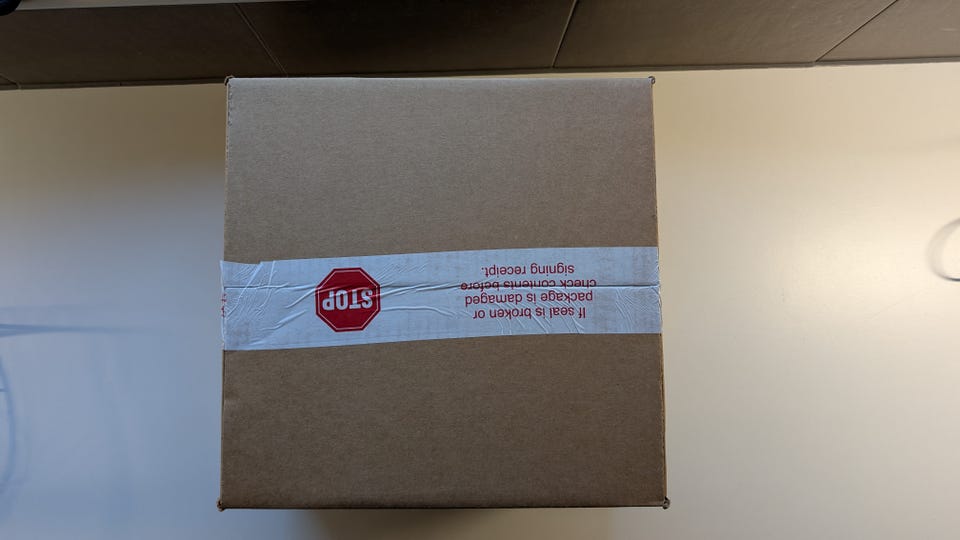 STOP
If seal is broken or
package is damaged
check contents before
signing receipt.